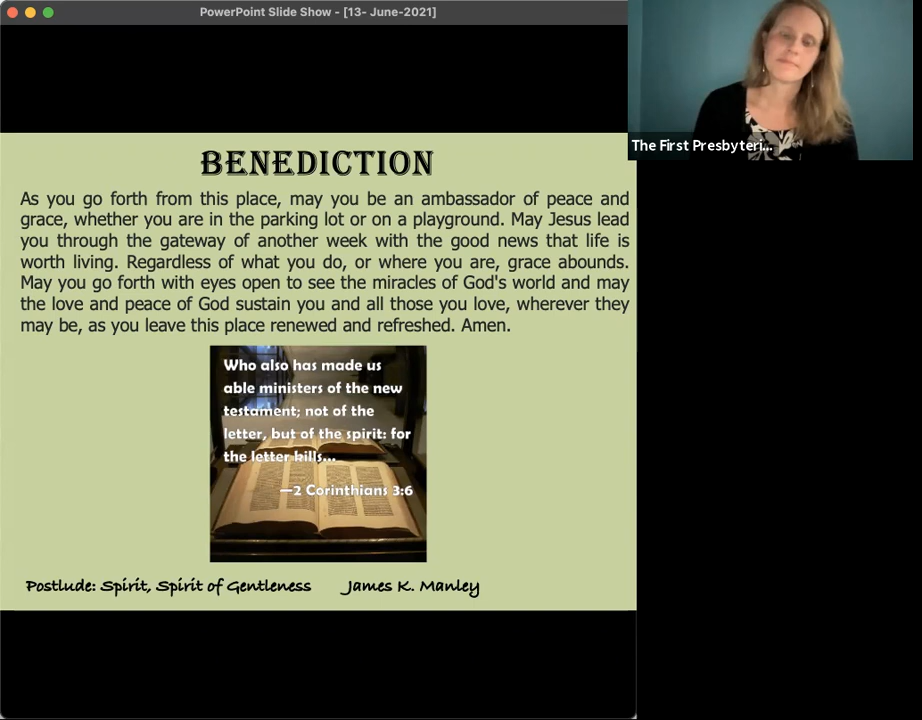 PowerPoint Slide Show - [13- June-2021]
The First Presbyteri...
BENEDICTION
As you go forth from this place, may you be an ambassador of peace and
grace, whether you are in the parking lot or on a playground. May Jesus lead
you through the gateway of another week with the good news that life is
worth living. Regardless of what you do, or where you are, grace abounds.
May you go forth with eyes open to see the miracles of God's world and may
the love and peace of God sustain you and all those you love, wherever they
may be, as you leave this place renewed and refreshed. Amen.
Who also has made us
able ministers of the new
testament; not of the
letter, but of the spirit: for
the letter kills...
—2 Corinthians 3:6
Postlude: Spirit, Spirit of Gentleness James K. Manley